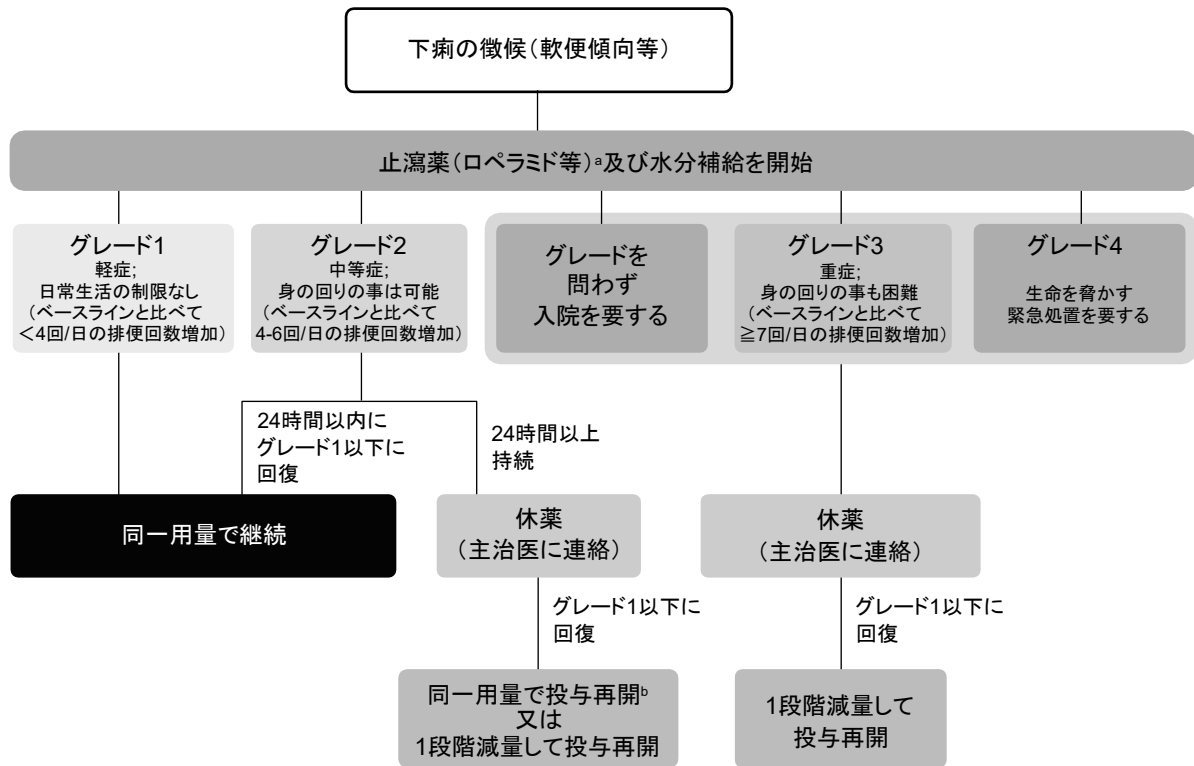 下痢の徴候（軟便傾向等）
止瀉薬（ロペラミド等）a及び水分補給を開始
グレード1
軽症；
日常生活の制限なし
（ベースラインと比べて
＜4回/日の排便回数増加）
グレード2
中等症；
身の回りの事は可能
（ベースラインと比べて
4-6回/日の排便回数増加）
グレードを
問わず
入院を要する
グレード3
重症；
身の回りの事も困難
（ベースラインと比べて
≧7回/日の排便回数増加）
グレード4
生命を脅かす
緊急処置を要する
24時間以内に
グレード1以下に
回復
24時間以上
持続
同一用量で継続
休薬
（主治医に連絡）
休薬
（主治医に連絡）
グレード1以下に
回復
グレード1以下に
回復
同一用量で投与再開b
又は
1段階減量して投与再開
1段階減量して
投与再開